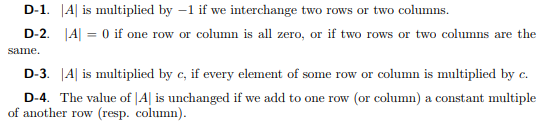 D-1. |A| is multiplied by −1 if we interchange two rows or two columns.
D-2. |A| = 0 if one row or column is all zero, or if two rows or two columns are the
same.
D-3. |A| is multiplied by c, if every element of some row or column is multiplied by c.
D-4. The value of |A| is unchanged if we add to one row (or column) a constant multiple
of another row (resp. column).